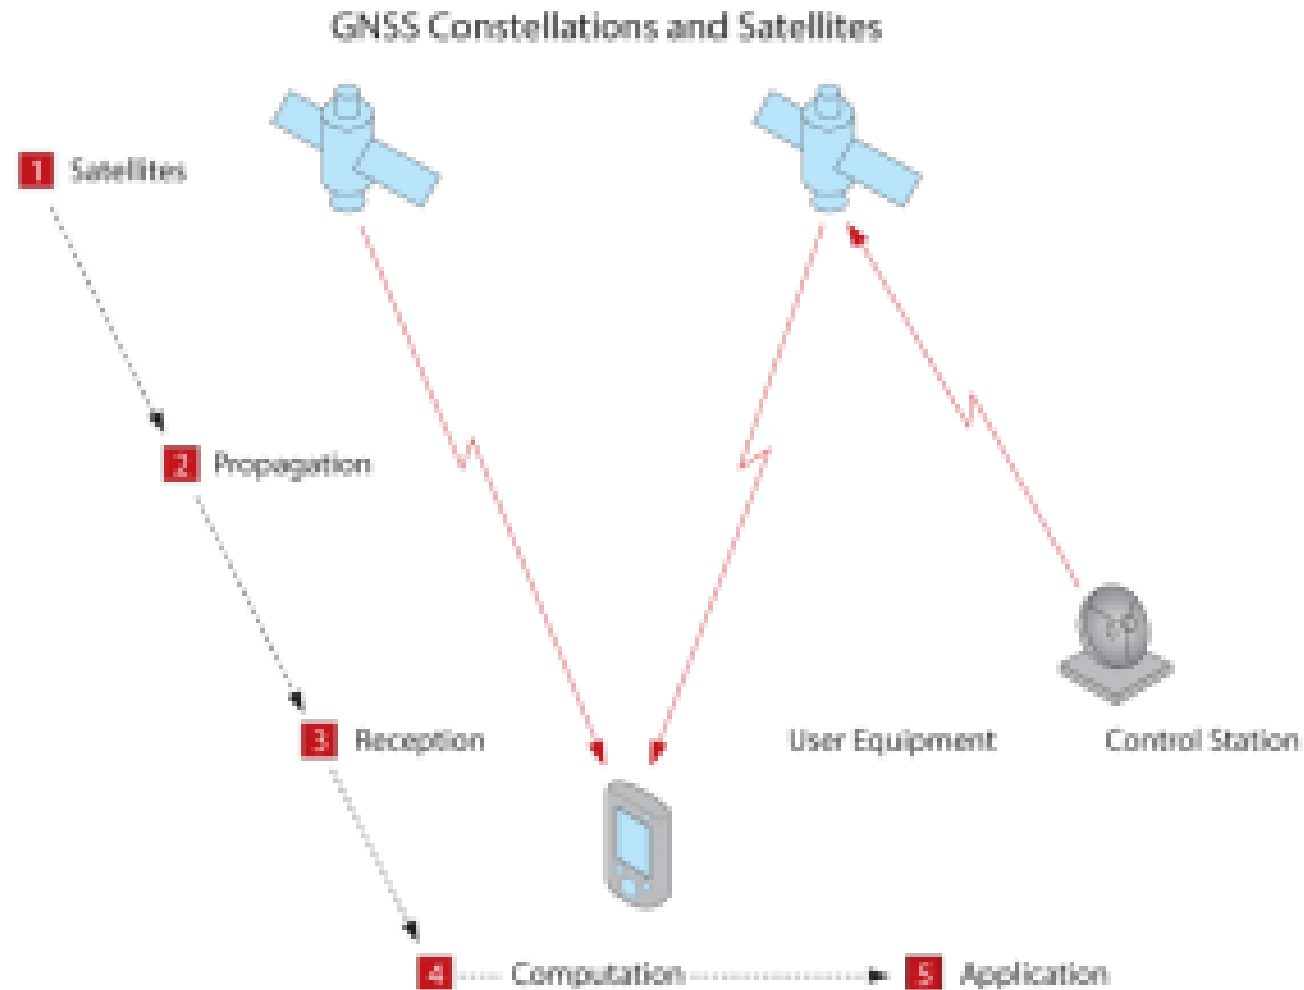 GNSS Constellations and Satellites
1 Satellites
2 Propagation
3 Reception
User Equipment
Control Station
4 Computation
5 Application